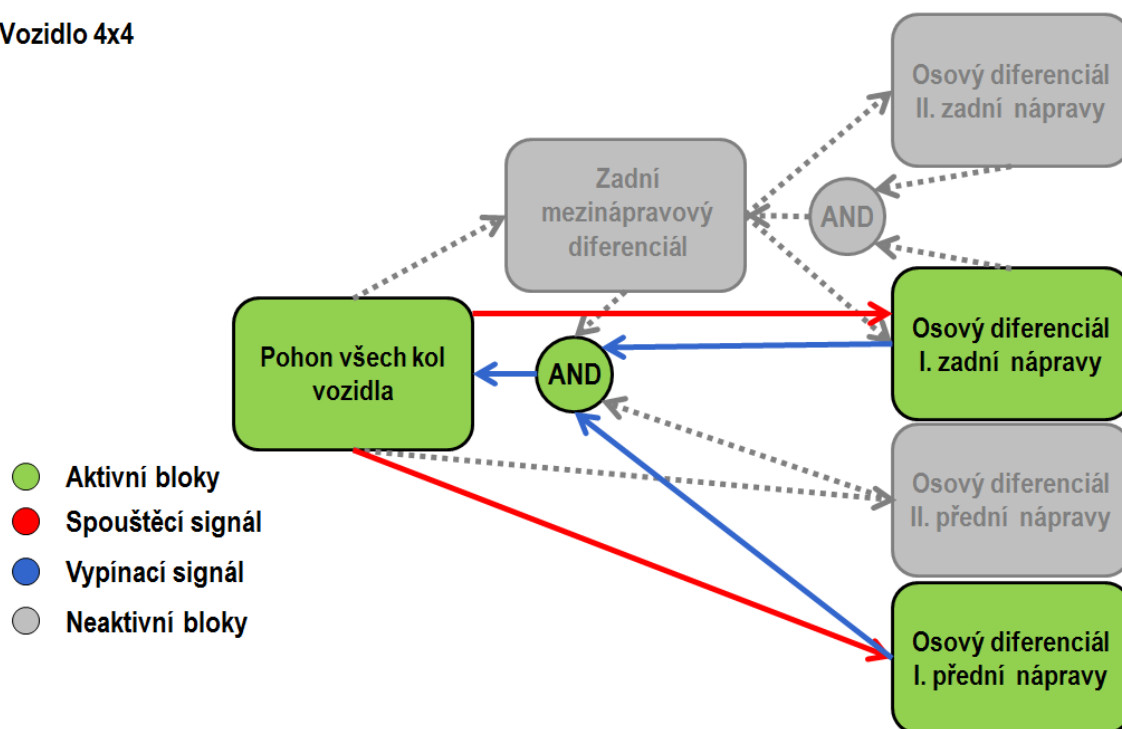 Vozidlo 4x4
Osový diferenciál
II. zadní nápravy
Zadní
mezinápravový
diferenciál
AND
Osový diferenciál
I. zadní nápravy
Pohon všech kol
vozidla
AND
Osový diferenciál
II. přední nápravy
Osový diferenciál
I. přední nápravy
Aktivní bloky
Spouštěcí signál
Vypínací signál
Neaktivní bloky